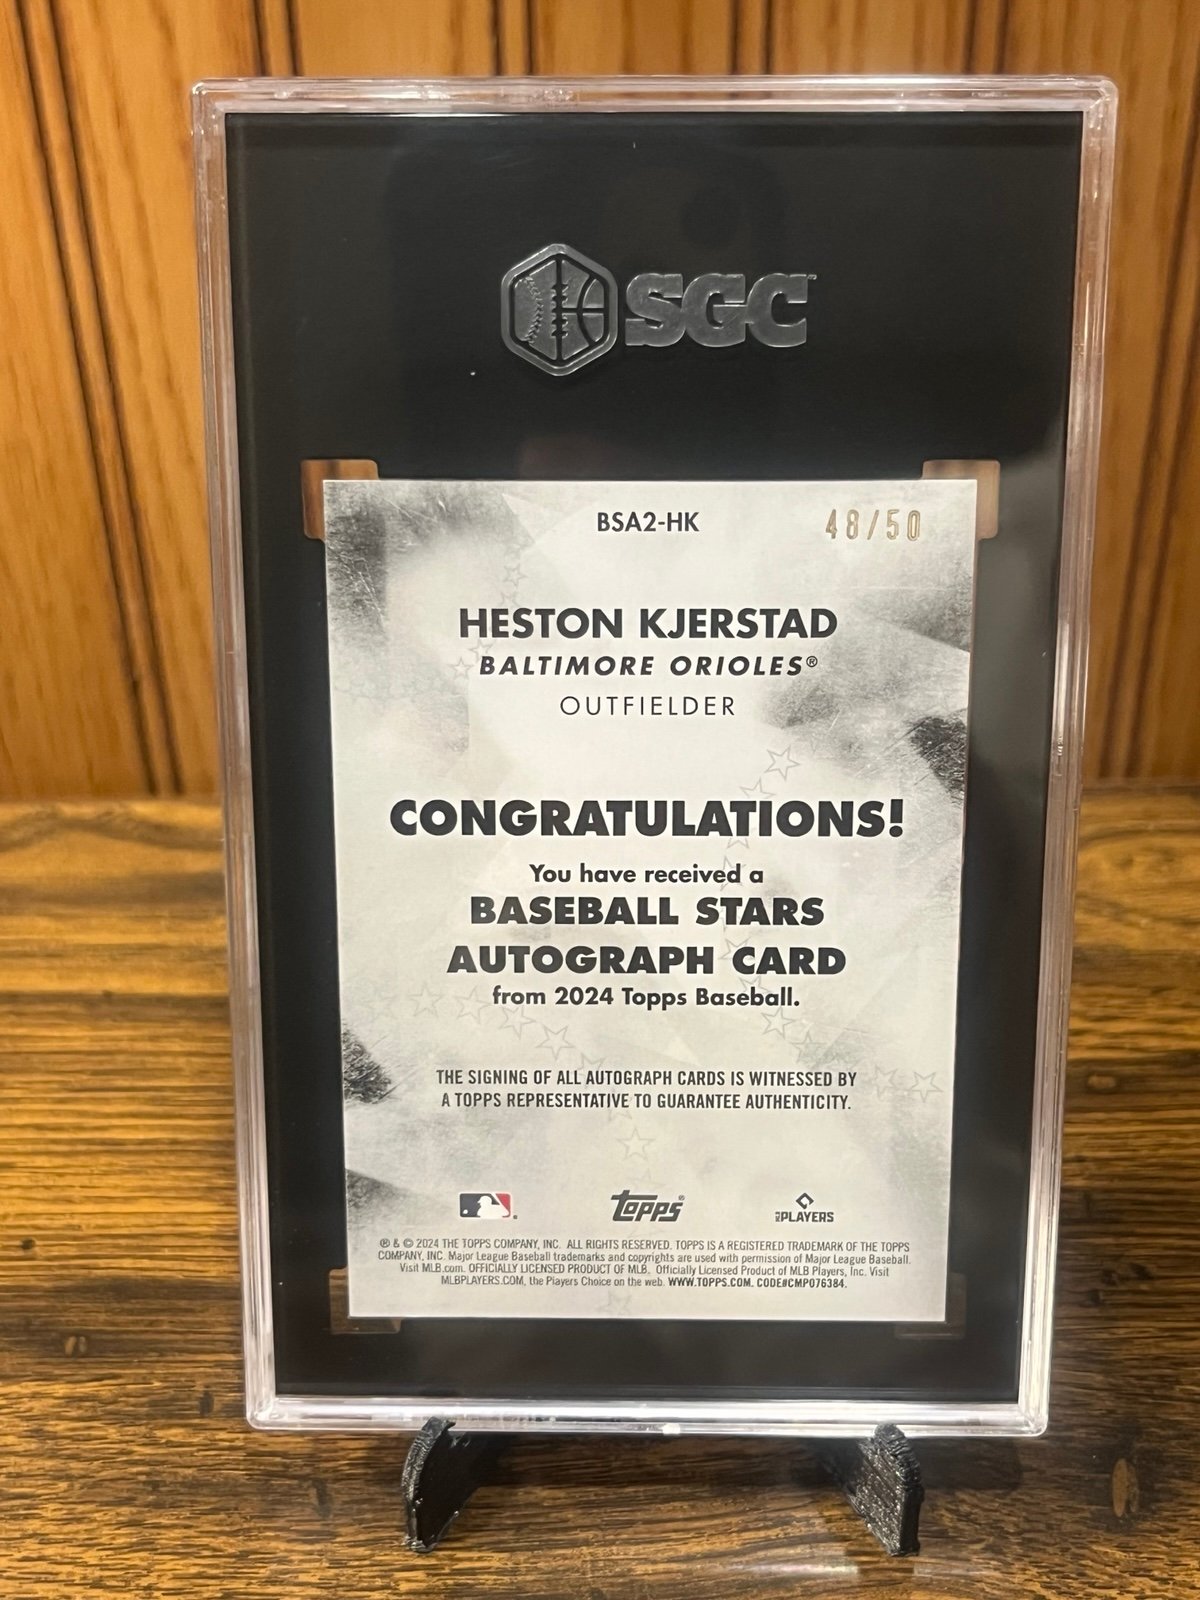 SGC
BSA2-HK
48/50
HESTON KJERSTAD
BALTIMORE ORIOLES®
OUTFIELDER
CONGRATULATIONS!
You have received a
BASEBALL STARS
AUTOGRAPH CARD
from 2024 Topps Baseball.
THE SIGNING OF ALL AUTOGRAPH CARDS IS WITNESSED BY
A TOPPS REPRESENTATIVE TO GUARANTEE AUTHENTICITY.
Topps®
MLB PLAYERS
® & © 2024 THE TOPPS COMPANY, INC. ALL RIGHTS RESERVED. TOPPS IS A REGISTERED TRADEMARK OF THE TOPPS
COMPANY, INC. Major League Baseball trademarks and copyrights are used with permission of Major League Baseball.
Visit MLB.com. OFFICIALLY LICENSED PRODUCT OF MLB. Officially Licensed Product of MLB Players, Inc. Visit
MLBPLAYERS.COM, the Players Choice on the web. WWW.TOPPS.COM. CODE#CMP076384.